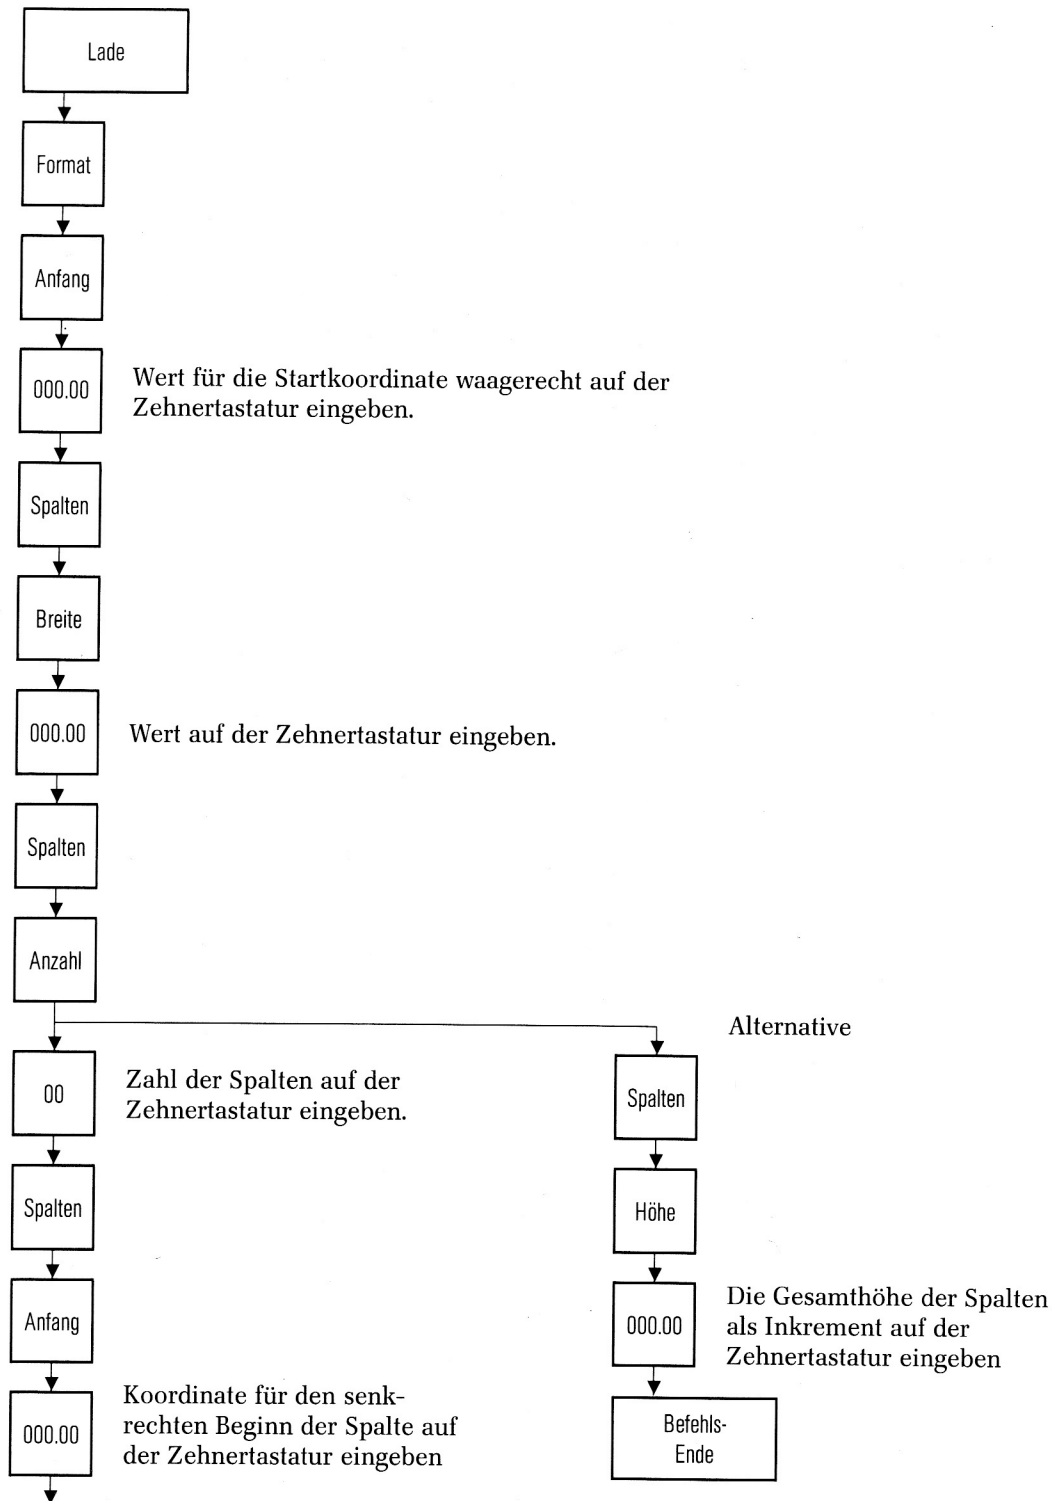 Lade
Format
Anfang
000.00
Wert für die Startkoordinate waagerecht auf der
Zehnertastatur eingeben.
Spalten
Breite
000.00
Wert auf der Zehnertastatur eingeben.
Spalten
Anzahl
Alternative
00
Zahl der Spalten auf der
Zehnertastatur eingeben.
Spalten
Anfang
000.00
Koordinate für den senk-
rechten Beginn der Spalte auf
der Zehnertastatur eingeben
Spalten
Höhe
000.00
Die Gesamthöhe der Spalten
als Inkrement auf der
Zehnertastatur eingeben
Befehls-
Ende